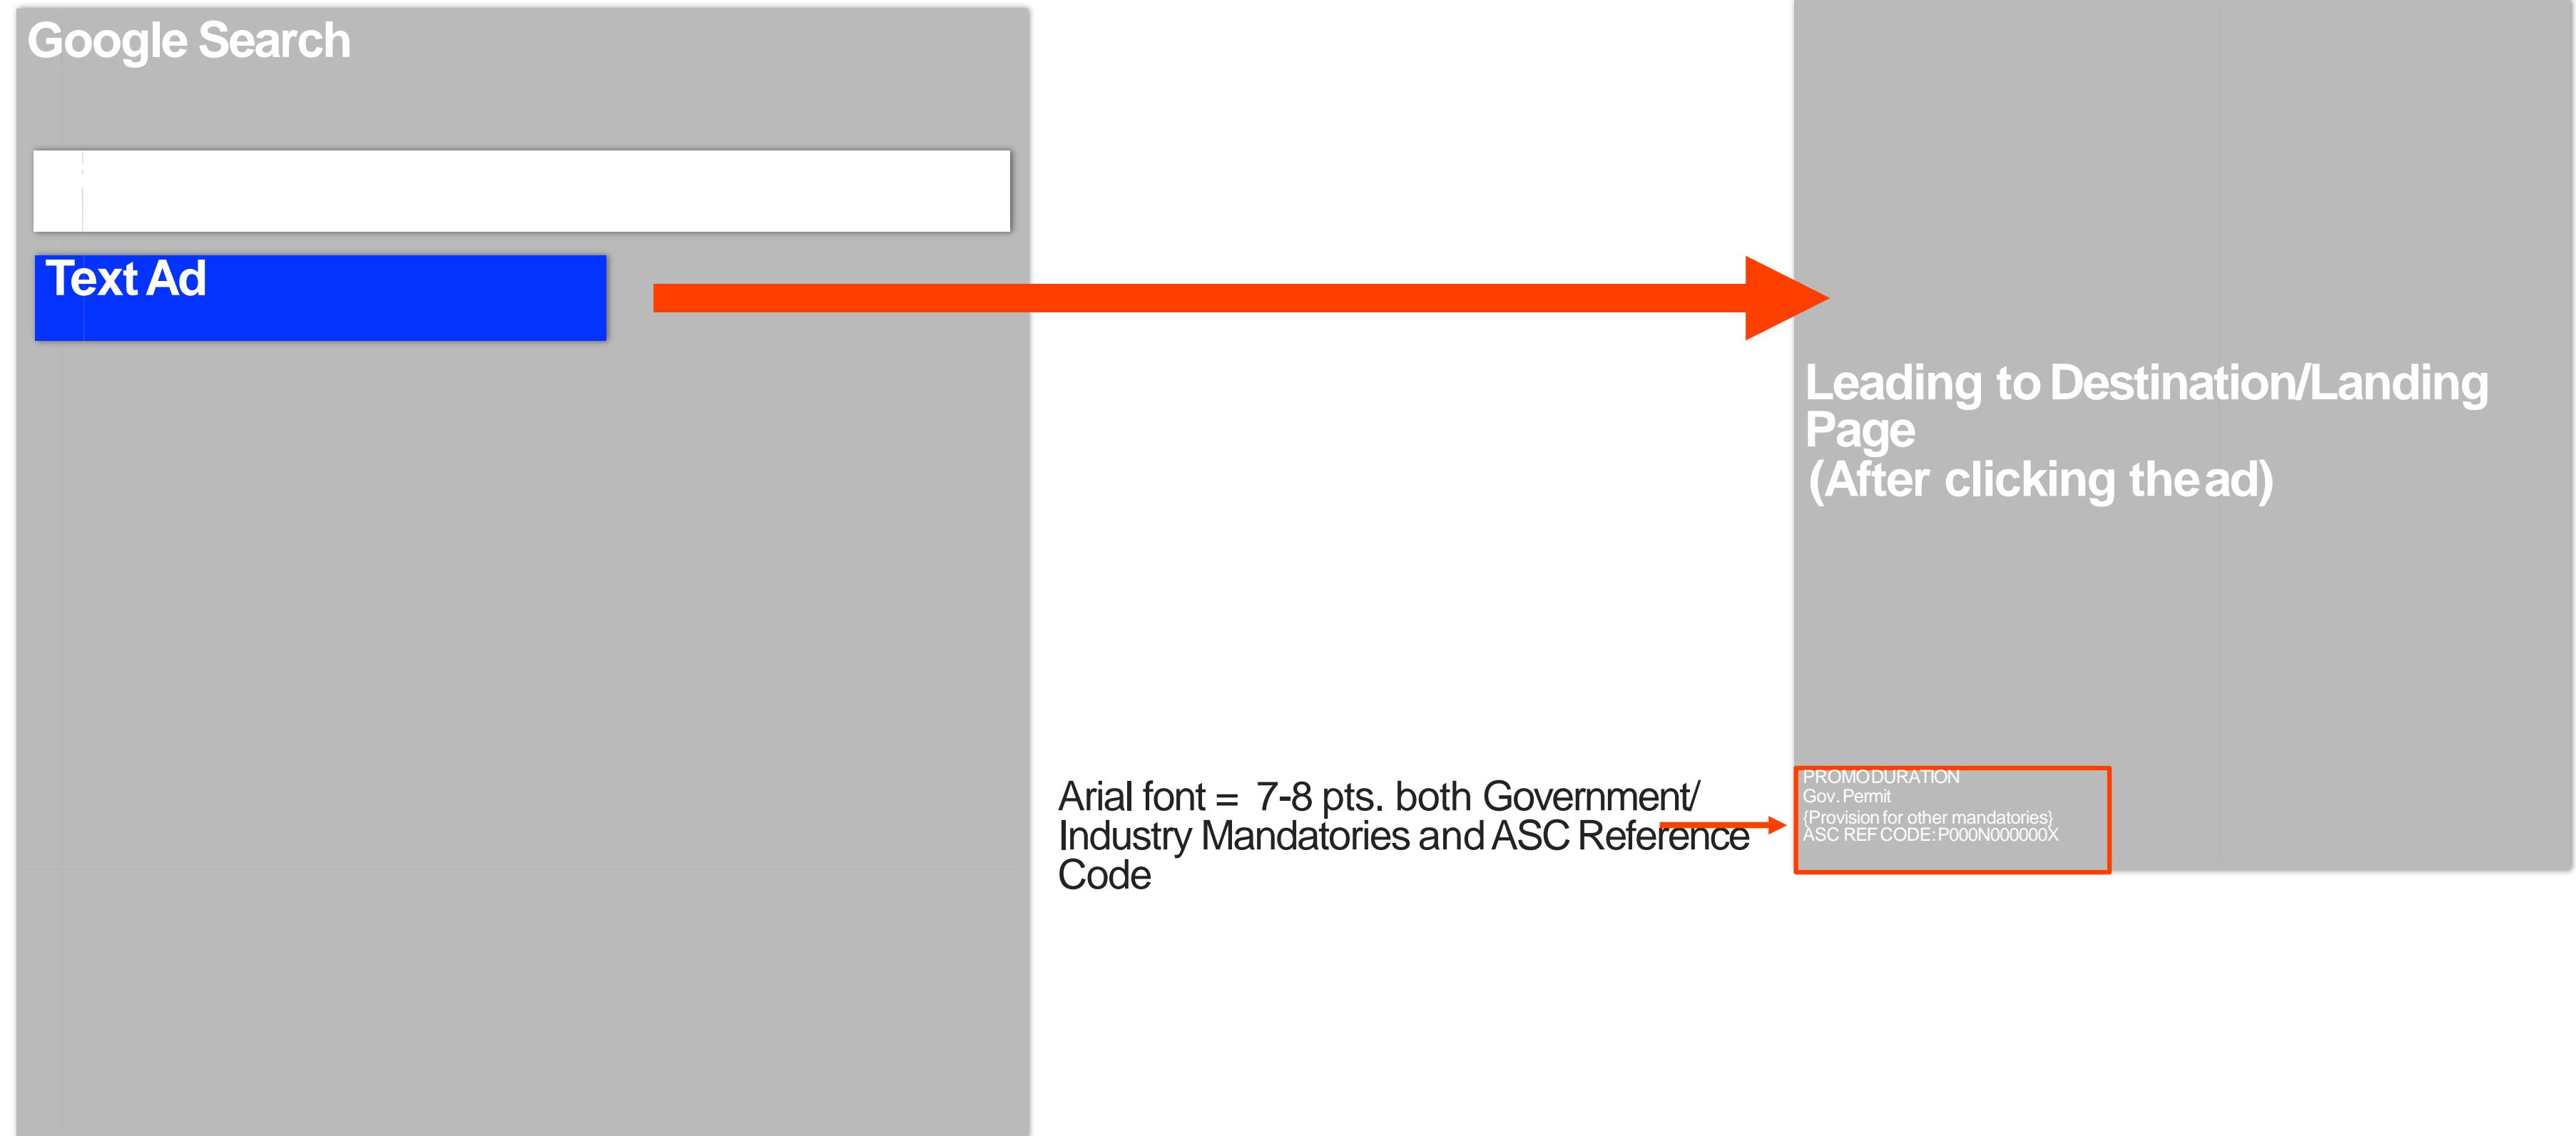 Google Search
Text Ad
Leading to Destination/Landing
Page
(After clicking the ad)
Arial font = 7-8 pts. both Government/
Industry Mandatories and ASC Reference
Code
PROMO DURATION
Gov. Permit
{Provision for other mandatories}
ASC REF CODE: P000N000000X